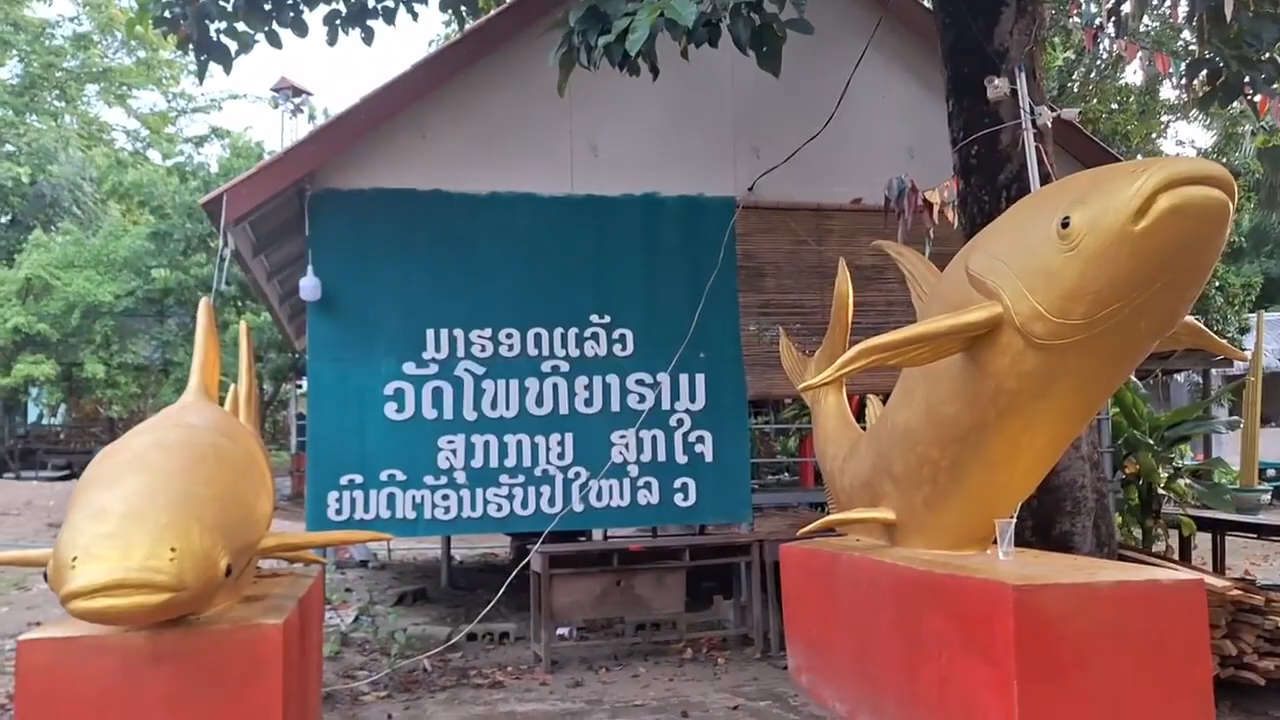 ມາຮອດແລ້ວ
ວັດໂພທິຍາຣາມ
ສຸກກາຍ ສຸກໃຈ
ຍິນດີຕ້ອນຮັບປີໃໝ່ລ ວ